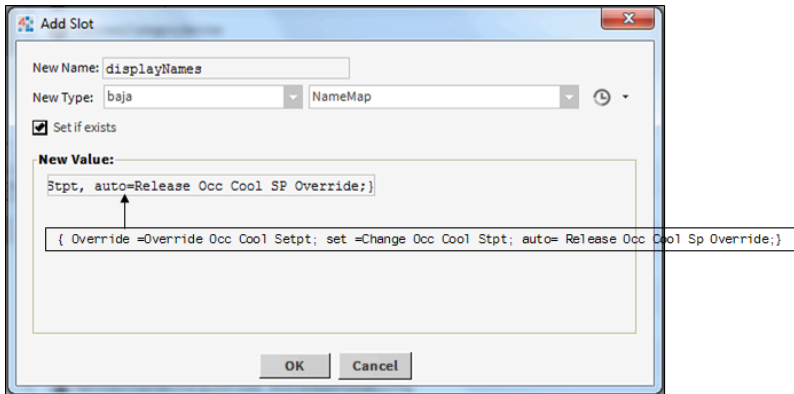 Add Slot
New Name: displayNames
New Type: baja NameMap
Set if exists
New Value:
Stpt, auto=Release Occ Cool SP Override;}
{ Override =Override Occ Cool Setpt; set =Change Occ Cool Stpt; auto= Release Occ Cool Sp Override;}
OK Cancel